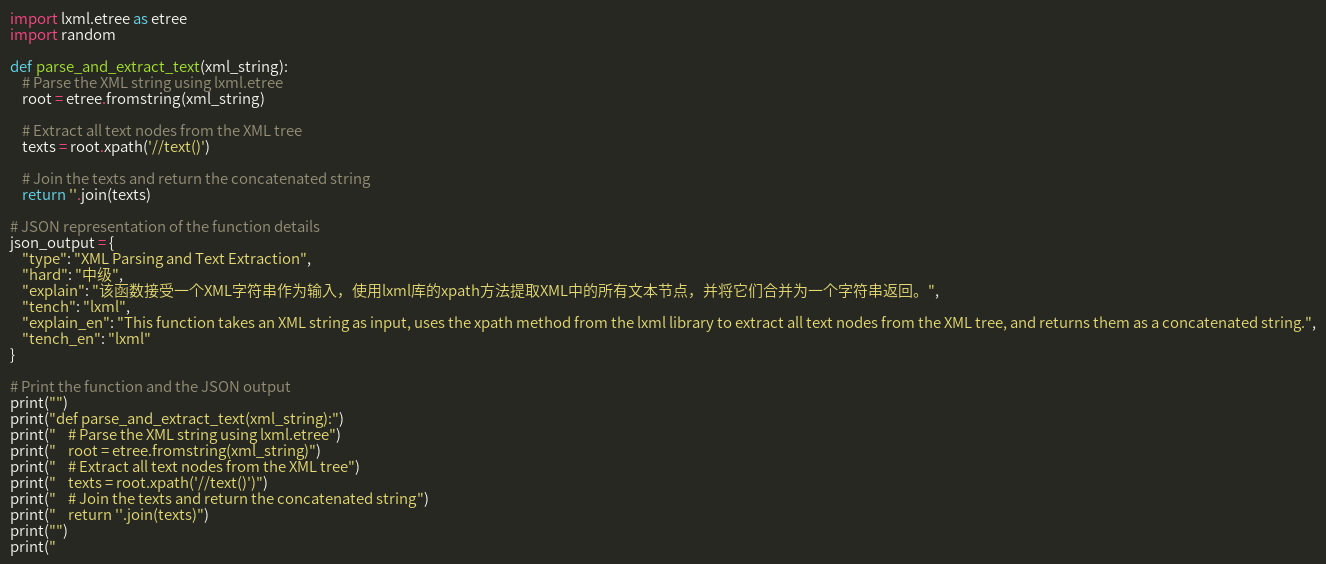 import lxml.etree as etree
import random

def parse_and_extract_text(xml_string):
    # Parse the XML string using lxml.etree
    root = etree.fromstring(xml_string)

    # Extract all text nodes from the XML tree
    texts = root.xpath('//text()')

    # Join the texts and return the concatenated string
    return ''.join(texts)

# JSON representation of the function details
json_output = {
    "type": "XML Parsing and Text Extraction",
    "hard": "中级",
    "explain": "该函数接受一个XML字符串作为输入，使用lxml库的xpath方法提取XML中的所有文本节点，并将它们合并为一个字符串返回。",
    "tench": "lxml",
    "explain_en": "This function takes an XML string as input, uses the xpath method from the lxml library to extract all text nodes from the XML tree, and returns them as a concatenated string.",
    "tench_en": "lxml"
}

# Print the function and the JSON output
print("")
print("def parse_and_extract_text(xml_string):")
print("    # Parse the XML string using lxml.etree")
print("    root = etree.fromstring(xml_string)")
print("    # Extract all text nodes from the XML tree")
print("    texts = root.xpath('//text()')")
print("    # Join the texts and return the concatenated string")
print("    return ''.join(texts)")
print("")
print("